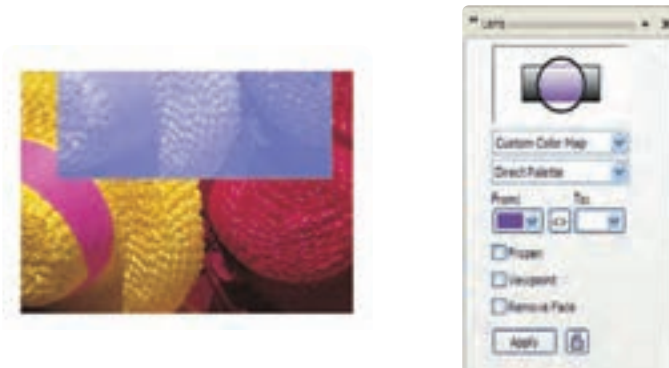 Lens
Custom Color Map
Direct Palette
From: To:
Frozen
Viewpoint
Remove Face
Apply